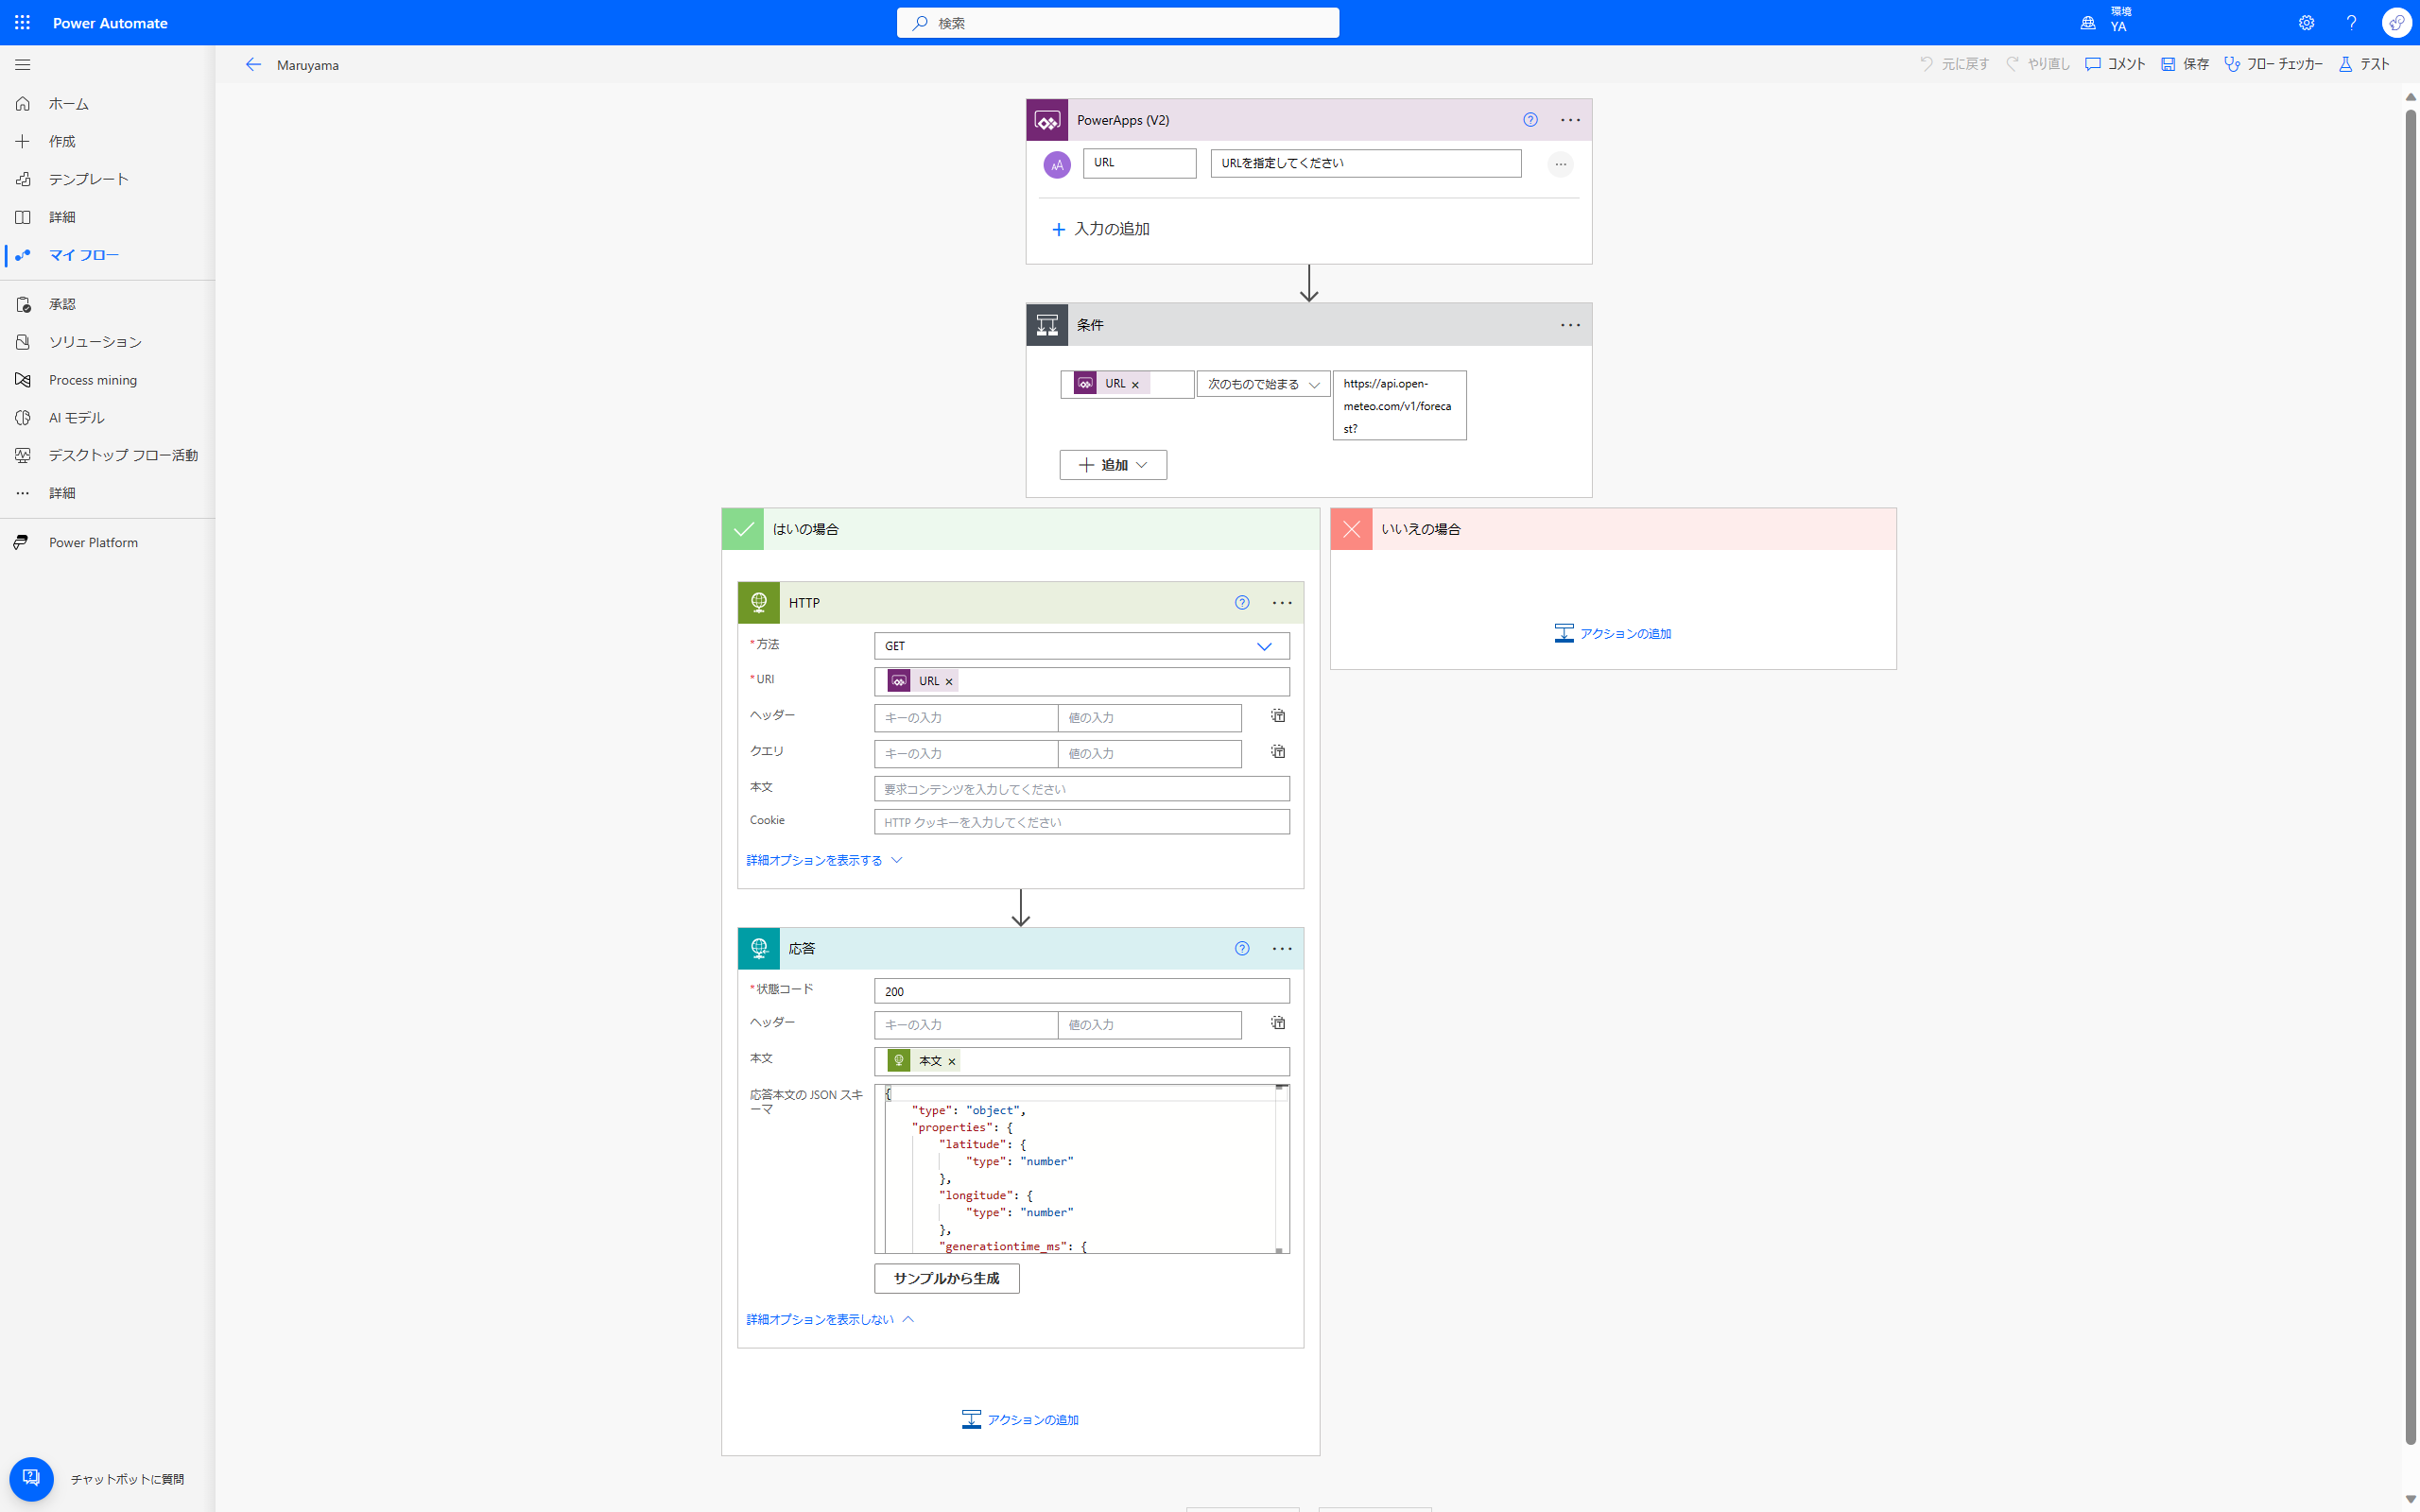 Power Automate
検索
環境
YA
Maruyama
元に戻す
やり直し
コメント
保存
フロー チェッカー
テスト
ホーム
作成
テンプレート
詳細
マイ フロー
承認
ソリューション
Process mining
AI モデル
デスクトップ フロー活動
詳細
Power Platform
チャットボットに質問
PowerApps (V2)
AA
URL
URLを指定してください
入力の追加
条件
URL
次のもので始まる
https://api.open-
meteo.com/v1/foreca
st?
追加
はいの場合
いいえの場合
アクションの追加
HTTP
*方法
GET
*URI
URL
ヘッダー
キーの入力
値の入力
クエリ
キーの入力
値の入力
本文
要求コンテンツを入力してください
Cookie
HTTP クッキーを入力してください
詳細オプションを表示する
応答
*状態コード
200
ヘッダー
キーの入力
値の入力
本文
本文
応答本文の JSON スキ
ーマ
{
"type": "object",
"properties": {
"latitude": {
"type": "number"
},
"longitude": {
"type": "number"
},
"generationtime_ms": {
サンプルから生成
詳細オプションを表示しない
アクションの追加